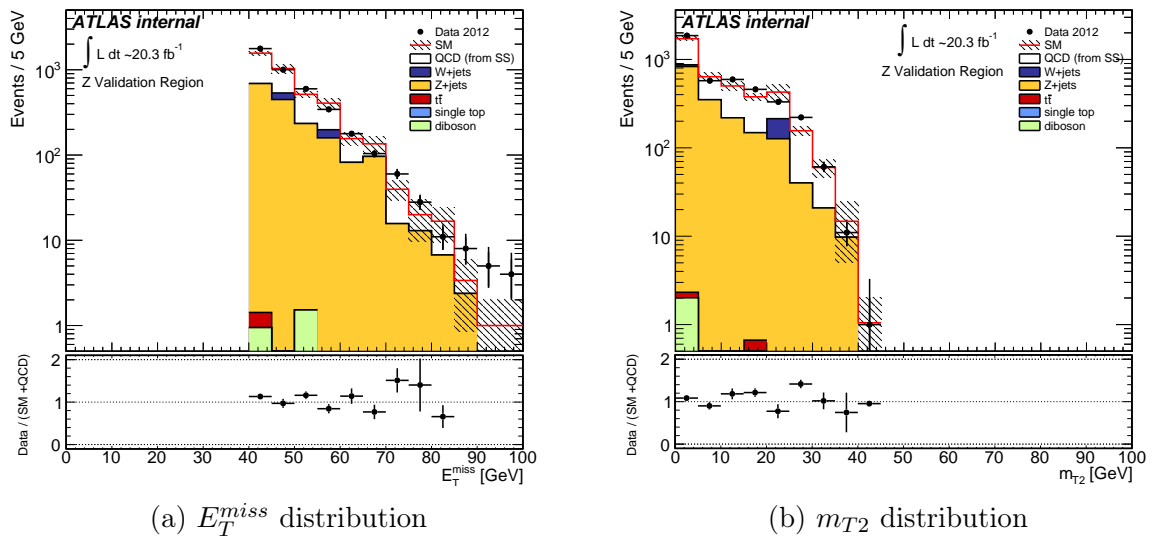 ATLAS internal
∫ L dt ~20.3 fb⁻¹
Z Validation Region
Data 2012
SM
QCD (from SS)
W+jets
Z+jets
tt̄
single top
diboson
Events / 5 GeV
10³
10²
10
1
Data / (SM +QCD)
2
1
0
0 10 20 30 40 50 60 70 80 90 100
E_T^miss [GeV]
(a) E_T^miss distribution
ATLAS internal
∫ L dt ~20.3 fb⁻¹
Z Validation Region
Data 2012
SM
QCD (from SS)
W+jets
Z+jets
tt̄
single top
diboson
Events / 5 GeV
10³
10²
10
1
Data / (SM +QCD)
2
1
0
0 10 20 30 40 50 60 70 80 90 100
m_T2 [GeV]
(b) m_T2 distribution